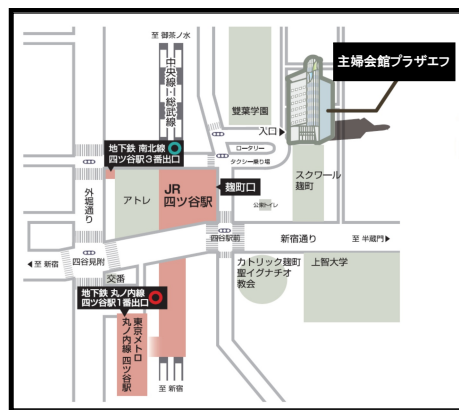 至 御茶ノ水
中央線・総武線
主婦会館プラザエフ
雙葉学園
入口
ロータリー
タクシー乗り場
地下鉄 南北線
四ツ谷駅3番出口
スクワール
麹町
外堀通り
アトレ
JR
四ツ谷駅
麹町口
公衆トイレ
至 新宿
四谷見附
四谷駅前
新宿通り
至 半蔵門
交番
カトリック麹町
聖イグナチオ
教会
上智大学
地下鉄 丸ノ内線
四ツ谷駅1番出口
東京メトロ
丸ノ内線 四ツ谷駅
至 新宿